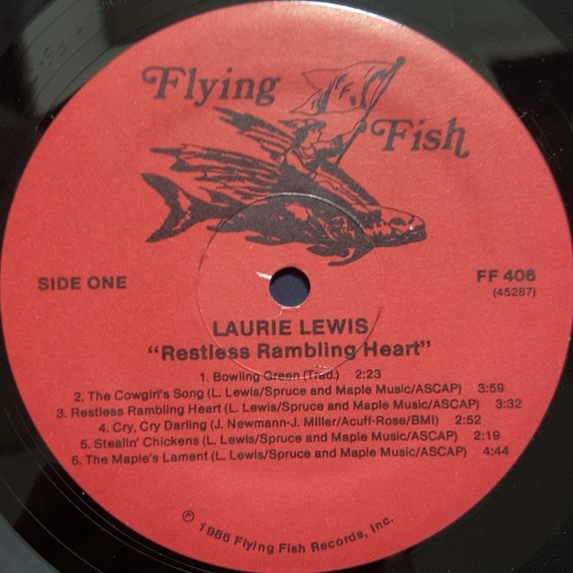 Flying
Fish
SIDE ONE
FF 406
(45287)
LAURIE LEWIS
"Restless Rambling Heart"
1. Bowling Green (Trad.) 2:23
2. The Cowgirl's Song (L. Lewis/Spruce and Maple Music/ASCAP) 3:59
3. Restless Rambling Heart (L. Lewis/Spruce and Maple Music/ASCAP) 3:32
4. Cry, Cry Darling (J. Newman-J. Miller/Acuff-Rose/BMI) 2:52
5. Stealin' Chickens (L. Lewis/Spruce and Maple Music/ASCAP) 2:19
6. The Maple's Lament (L. Lewis/Spruce and Maple Music/ASCAP) 4:44
℗ 1986 Flying Fish Records, Inc.